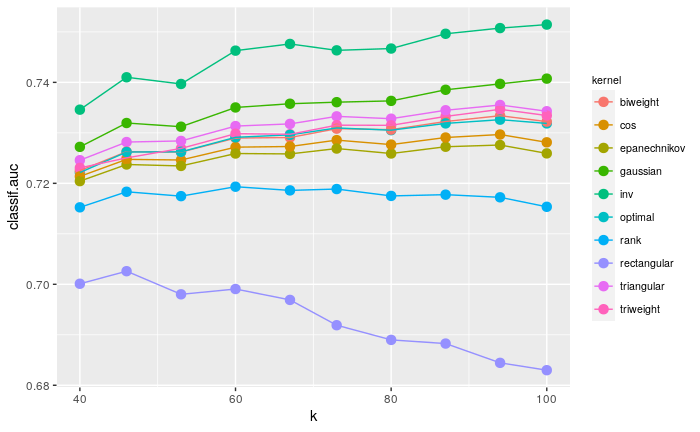 classif.auc
0.74
0.72
0.70
0.68
40
60
80
100
k
kernel
biweight
cos
epanechnikov
gaussian
inv
optimal
rank
rectangular
triangular
triweight